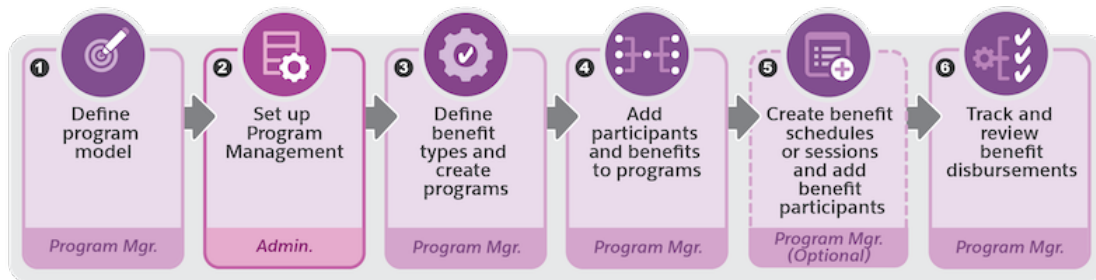 1
Define
program
model
Program Mgr.
2
Set up
Program
Management
Admin.
3
Define
benefit
types and
create
programs
Program Mgr.
4
Add
participants
and benefits
to programs
Program Mgr.
5
Create benefit
schedules
or sessions
and add
benefit
participants
Program Mgr.
(Optional)
6
Track and
review
benefit
disbursements
Program Mgr.